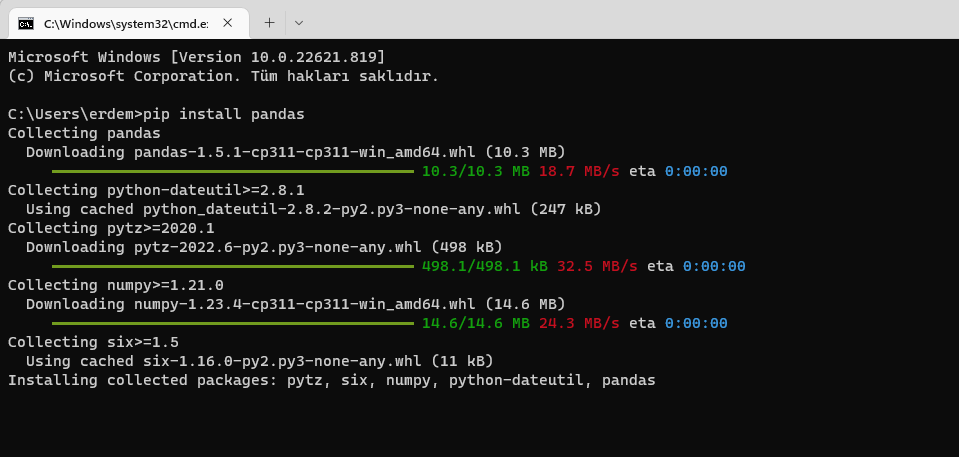 C:\Windows\system32\cmd.e
Microsoft Windows [Version 10.0.22621.819]
(c) Microsoft Corporation. Tüm hakları saklıdır.
C:\Users\erdem>pip install pandas
Collecting pandas
Downloading pandas-1.5.1-cp311-cp311-win_amd64.whl (10.3 MB)
10.3/10.3 MB 18.7 MB/s eta 0:00:00
Collecting python-dateutil>=2.8.1
Using cached python_dateutil-2.8.2-py2.py3-none-any.whl (247 kB)
Collecting pytz>=2020.1
Downloading pytz-2022.6-py2.py3-none-any.whl (498 kB)
498.1/498.1 kB 32.5 MB/s eta 0:00:00
Collecting numpy>=1.21.0
Downloading numpy-1.23.4-cp311-cp311-win_amd64.whl (14.6 MB)
14.6/14.6 MB 24.3 MB/s eta 0:00:00
Collecting six>=1.5
Using cached six-1.16.0-py2.py3-none-any.whl (11 kB)
Installing collected packages: pytz, six, numpy, python-dateutil, pandas